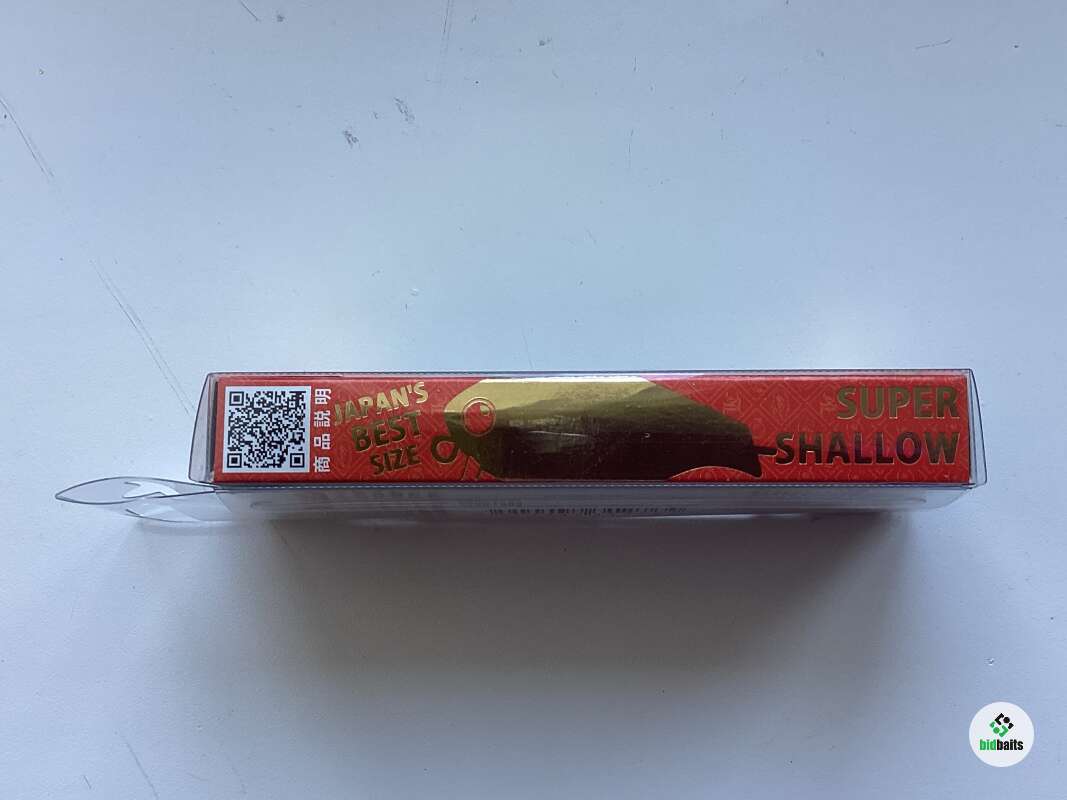 商品説明
JAPAN'S
BEST
SIZE
SUPER
SHALLOW
bidbaits